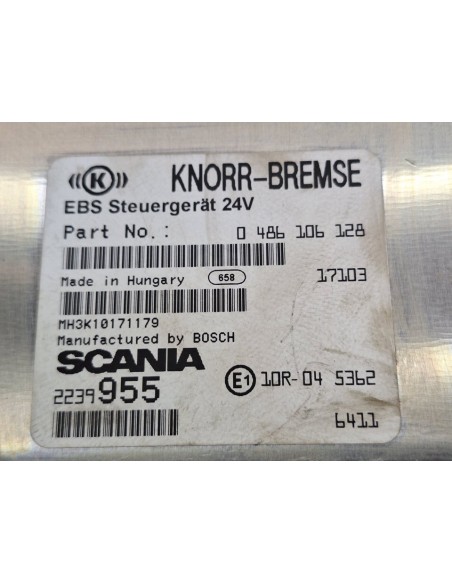 ((K)) KNORR-BREMSE
EBS Steuergerät 24V
Part No.: 0 486 106 128
Made in Hungary 658 17103
MH3K10171179
Manufactured by BOSCH
SCANIA
2239955 E1 10R-04 5362
6411